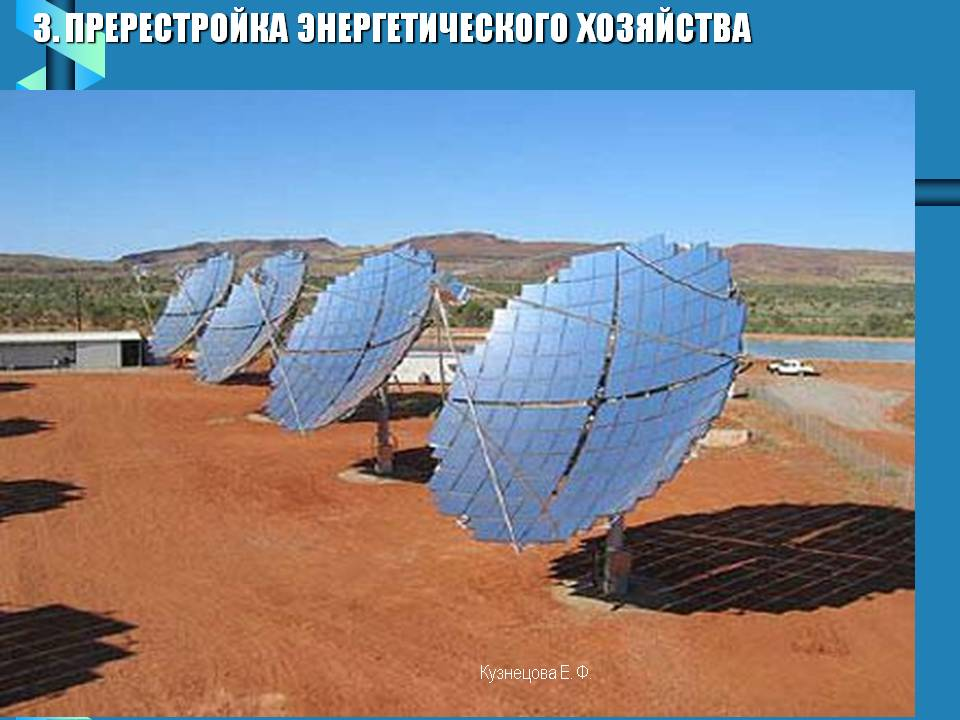 3. ПРЕРЕСТРОЙКА ЭНЕРГЕТИЧЕСКОГО ХОЗЯЙСТВА
Кузнецова Е. Ф.